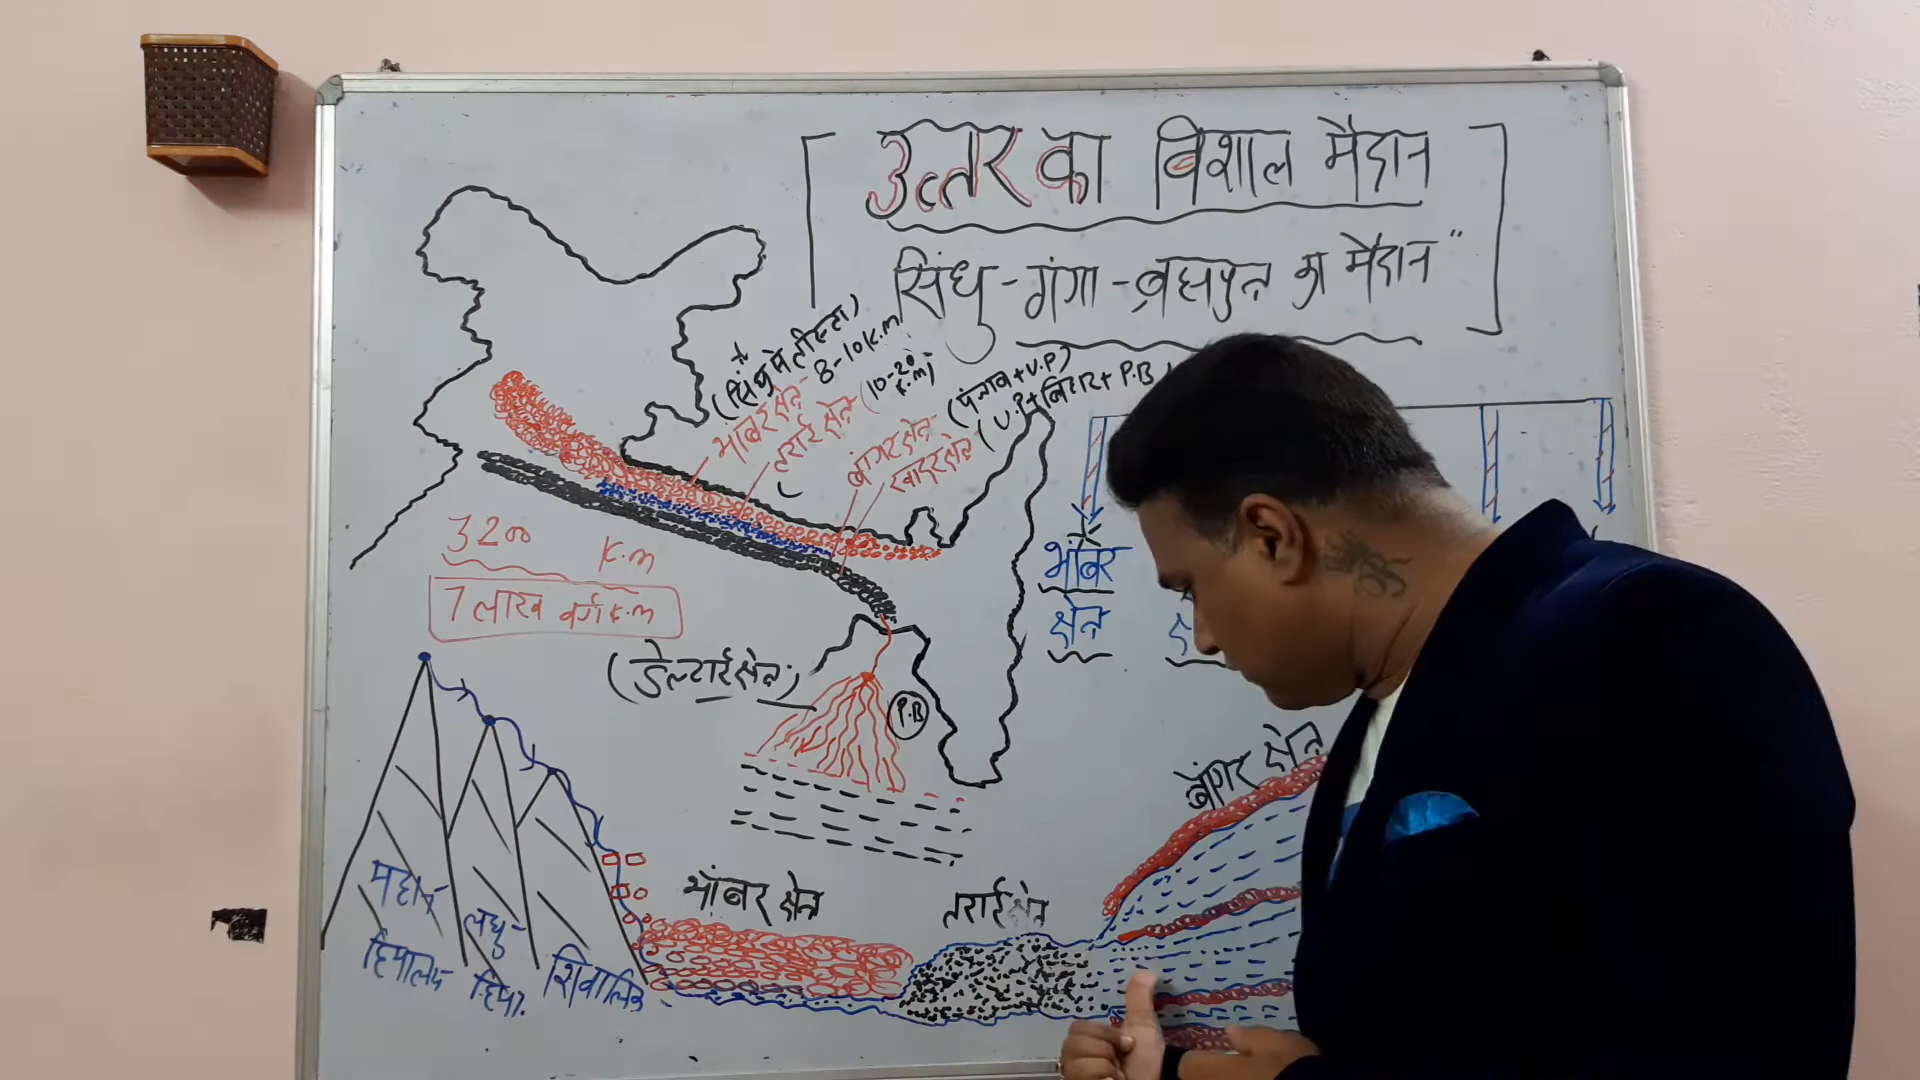 उत्तर का विशाल मैदान
सिंधु-गंगा-ब्रह्मपुत्र का मैदान"
(सिंधु से तीस्ता)
भांबर क्षेत्र - 8-10 K.m
तराई क्षेत्र (10-20 K.m)
बांगर क्षेत्र (पंजाब+U.P)
खादर क्षेत्र (U.P+बिहार+P.B
3200 K.m
7 लाख वर्ग K.m
(डेल्टाई क्षेत्र)
P.B
भांबर
क्षेत्र
महान
हिमालय
लघु-
हिमा.
शिवालिक
भांबर क्षेत्र
तराई क्षेत्र
बांगर क्षेत्र